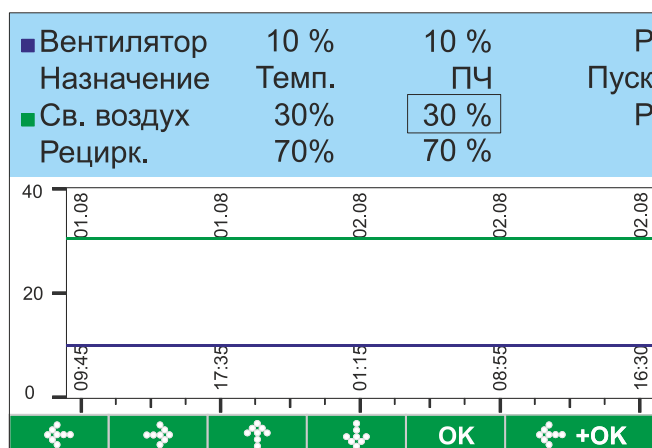 Вентилятор 10 % 10 % Р
Назначение Темп. ПЧ Пуск
Св. воздух 30% 30 % Р
Рецирк. 70% 70 %
40
20
0
01.08 01.08 02.08 02.08 02.08
09:45 17:35 01:15 08:55 16:30
OK +OK